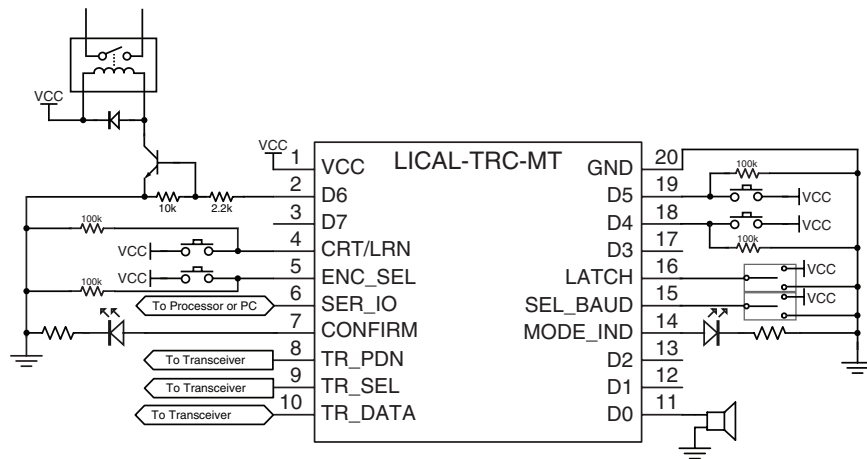 VCC
10k
2.2k
100k
VCC
VCC
100k
To Processor or PC
To Transceiver
To Transceiver
To Transceiver
VCC
LICAL-TRC-MT
1 VCC
2 D6
3 D7
4 CRT/LRN
5 ENC_SEL
6 SER_IO
7 CONFIRM
8 TR_PDN
9 TR_SEL
10 TR_DATA
GND 20
D5 19
D4 18
D3 17
LATCH 16
SEL_BAUD 15
MODE_IND 14
D2 13
D1 12
D0 11
100k
VCC
VCC
100k
VCC
VCC